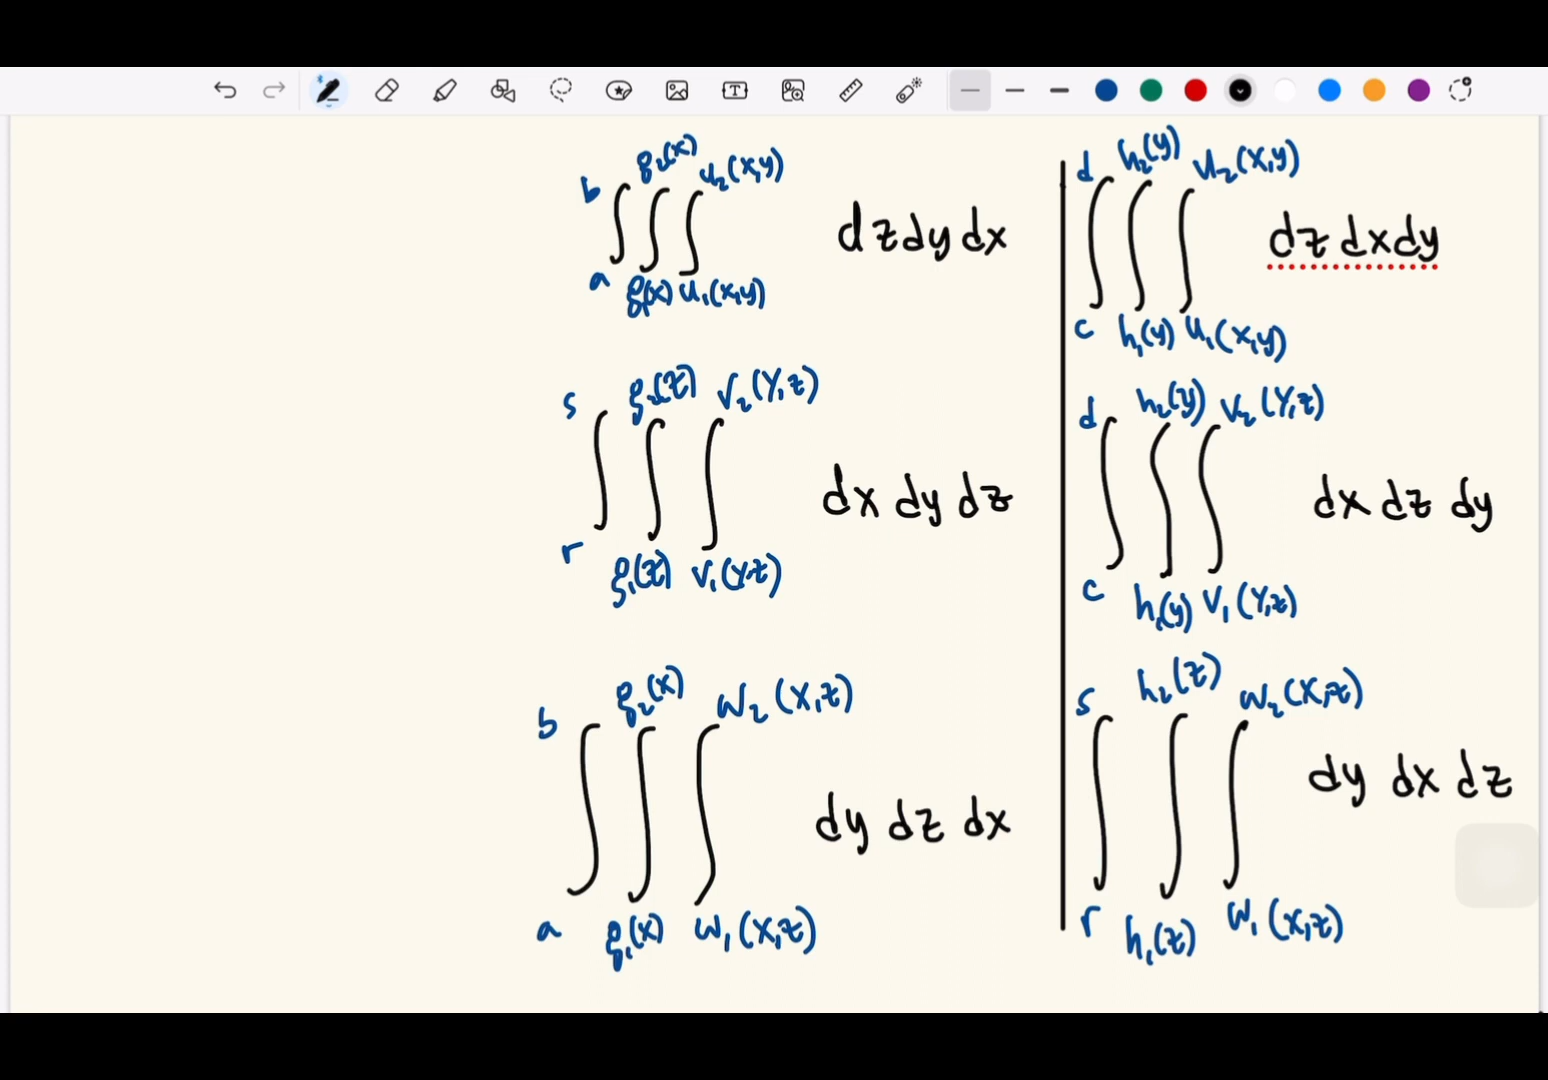 b g₂(x) u₂(x,y)
∫ ∫ ∫ dz dy dx
a g₁(x) u₁(x,y)
s g₂(z) v₂(y,z)
∫ ∫ ∫ dx dy dz
r g₁(z) v₁(y,z)
b g₂(x) w₂(x,z)
∫ ∫ ∫ dy dz dx
a g₁(x) w₁(x,z)
d h₂(y) u₂(x,y)
∫ ∫ ∫ dz dx dy
c h₁(y) u₁(x,y)
d h₂(y) v₂(y,z)
∫ ∫ ∫ dx dz dy
c h₁(y) v₁(y,z)
s h₂(z) w₂(x,z)
∫ ∫ ∫ dy dx dz
r h₁(z) w₁(x,z)